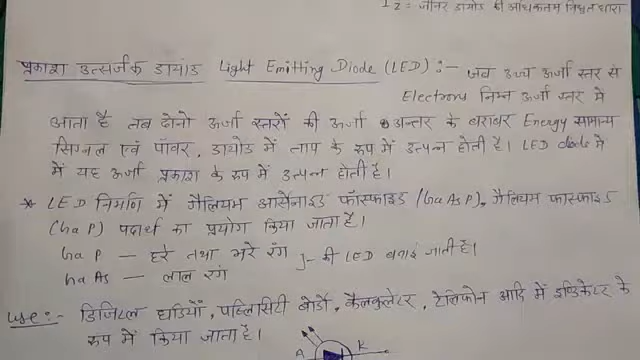 I z = जीनर डायोड की अधिकतम विद्युत धारा
प्रकाश उत्सर्जक डायोड Light Emitting Diode (LED) :- जब उच्च ऊर्जा स्तर से
Electrons निम्न ऊर्जा स्तर में
आता है तब दोनो ऊर्जा स्तरों की ऊर्जा अन्तर के बराबर Energy सामान्य
सिग्नल एवं पॉवर, डायोड में ताप के रूप में उत्पन्न होती है। LED diode में
में यह ऊर्जा प्रकाश के रूप में उत्पन्न होती है।
* LED निर्माण में गैलियम आर्सेनाइड फॉस्फाइड (GaAsP), गैलियम फास्फाइड
(GaP) पदार्थ का प्रयोग किया जाता है।
GaP — हरे तथा भरे रंग } - की LED बनाई जाती है।
GaAs — लाल रंग
use :- डिजिटल घड़ियाँ, पब्लिसिटी बोर्डो, कैलकुलेटर, टेलिफोन आदि में इण्डिकेटर के
रूप में किया जाता है।
A K